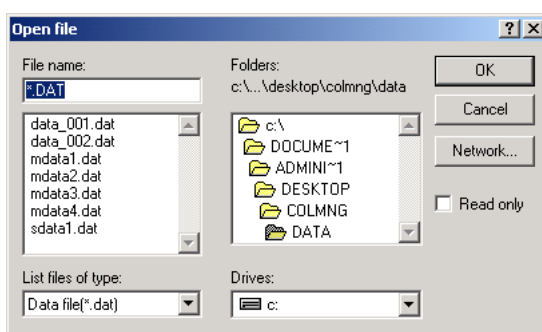 Open file
File name:
*.DAT
data_001.dat
data_002.dat
mdata1.dat
mdata2.dat
mdata3.dat
mdata4.dat
sdata1.dat
List files of type:
Data file(*.dat)
Folders:
c:\...\desktop\colmng\data
c:\
DOCUME~1
ADMINI~1
DESKTOP
COLMNG
DATA
Drives:
c:
OK
Cancel
Network...
Read only